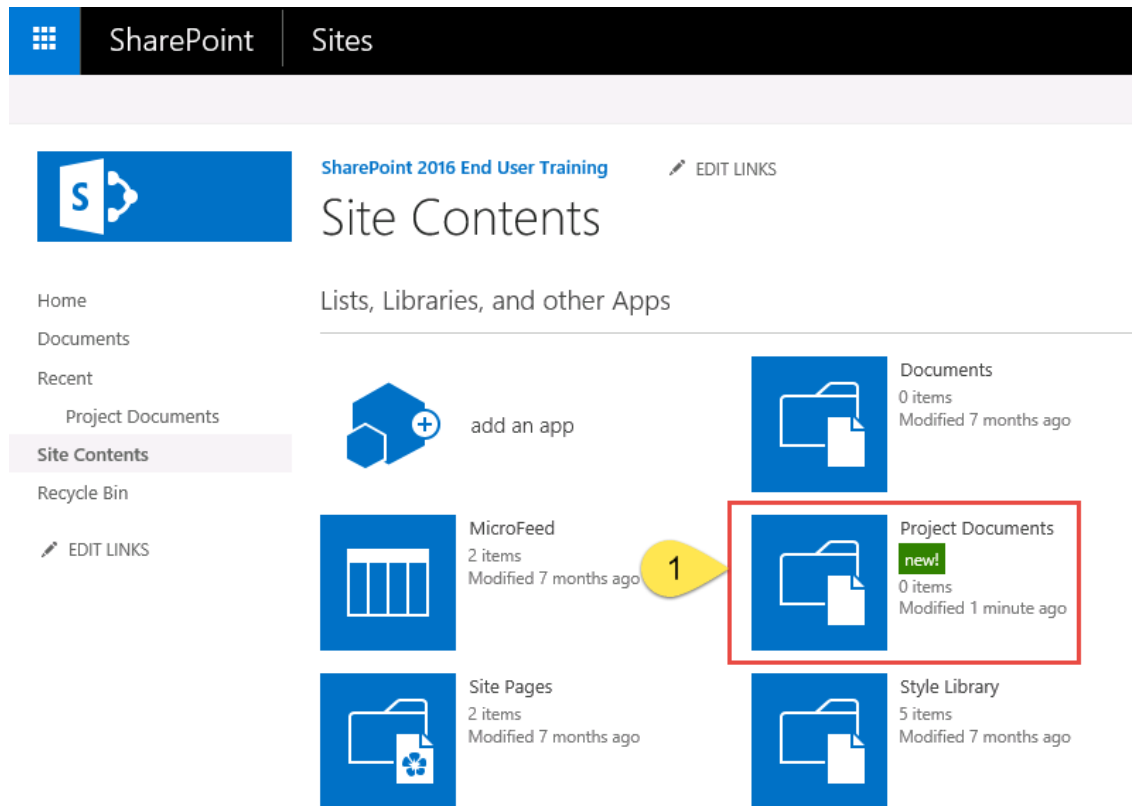 SharePoint
Sites
S
SharePoint 2016 End User Training
EDIT LINKS
Site Contents
Home
Documents
Recent
Project Documents
Site Contents
Recycle Bin
EDIT LINKS
Lists, Libraries, and other Apps
add an app
Documents
0 items
Modified 7 months ago
MicroFeed
2 items
Modified 7 months ago
1
Project Documents
new!
0 items
Modified 1 minute ago
Site Pages
2 items
Modified 7 months ago
Style Library
5 items
Modified 7 months ago